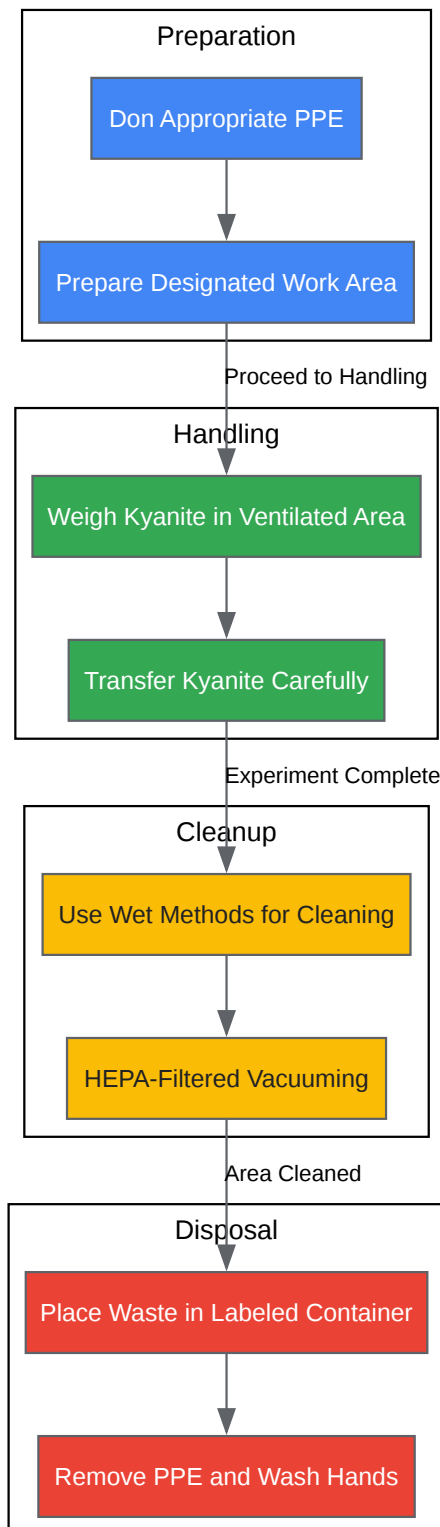 Preparation
Don Appropriate PPE
Prepare Designated Work Area
Proceed to Handling
Handling
Weigh Kyanite in Ventilated Area
Transfer Kyanite Carefully
Experiment Complete
Cleanup
Use Wet Methods for Cleaning
HEPA-Filtered Vacuuming
Area Cleaned
Disposal
Place Waste in Labeled Container
Remove PPE and Wash Hands